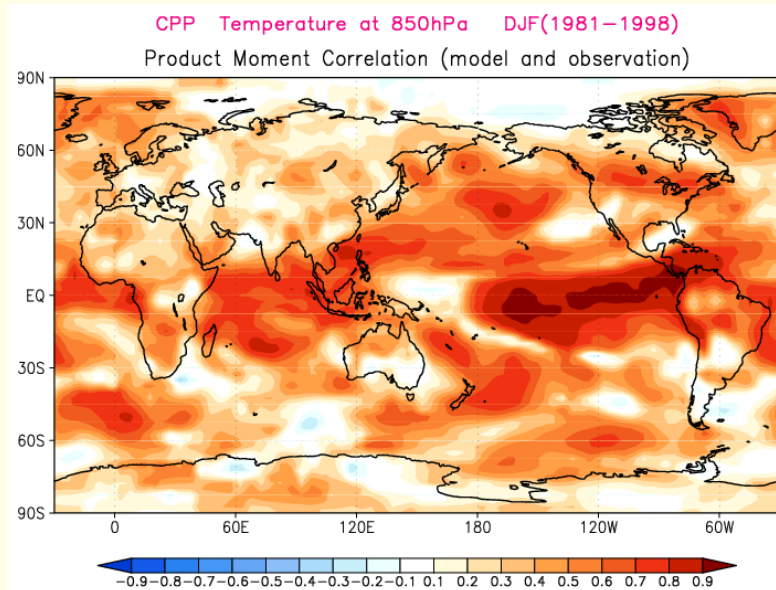 CPP Temperature at 850hPa DJF(1981−1998)
Product Moment Correlation (model and observation)
90N
60N
30N
EQ
30S
60S
90S
0 60E 120E 180 120W 60W
−0.9 −0.8 −0.7 −0.6 −0.5 −0.4 −0.3 −0.2 −0.1 0.1 0.2 0.3 0.4 0.5 0.6 0.7 0.8 0.9